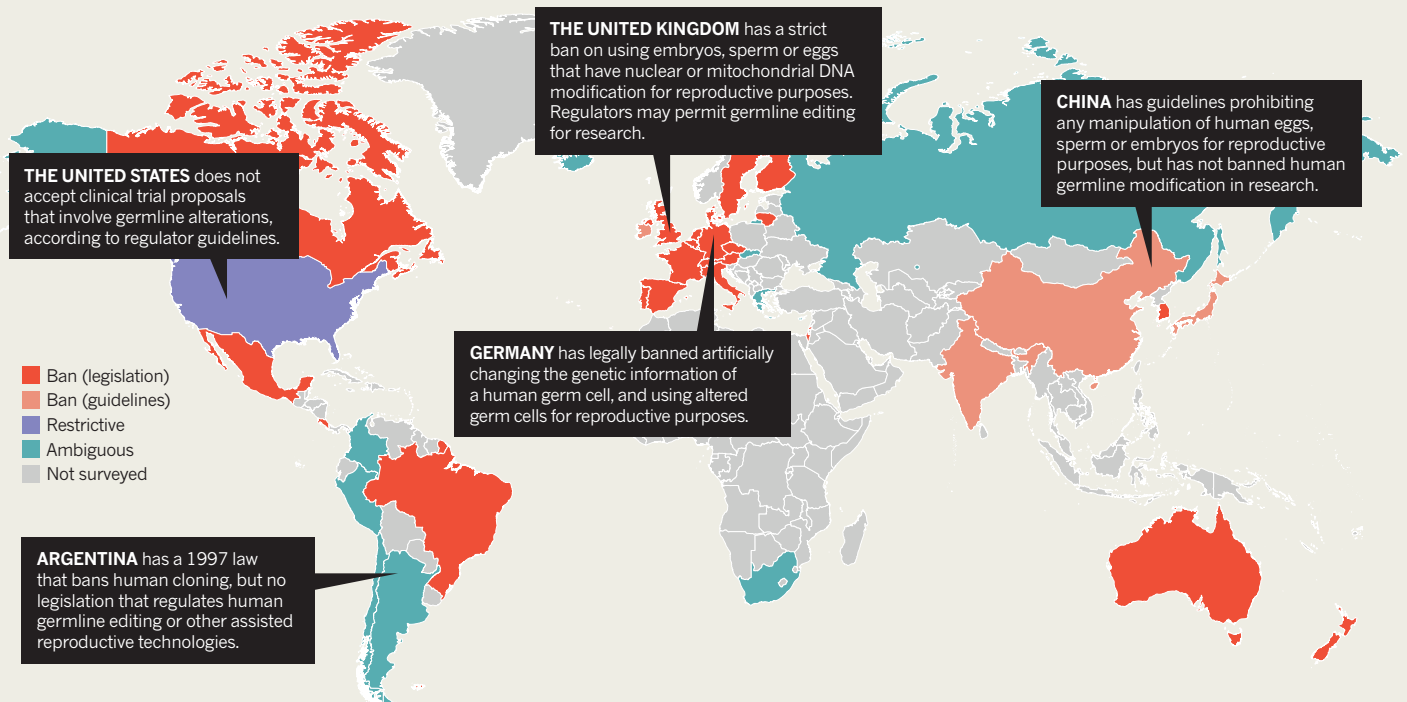 THE UNITED KINGDOM has a strict
ban on using embryos, sperm or eggs
that have nuclear or mitochondrial DNA
modification for reproductive purposes.
Regulators may permit germline editing
for research.
CHINA has guidelines prohibiting
any manipulation of human eggs,
sperm or embryos for reproductive
purposes, but has not banned human
germline modification in research.
THE UNITED STATES does not
accept clinical trial proposals
that involve germline alterations,
according to regulator guidelines.
GERMANY has legally banned artificially
changing the genetic information of
a human germ cell, and using altered
germ cells for reproductive purposes.
Ban (legislation)
Ban (guidelines)
Restrictive
Ambiguous
Not surveyed
ARGENTINA has a 1997 law
that bans human cloning, but no
legislation that regulates human
germline editing or other assisted
reproductive technologies.